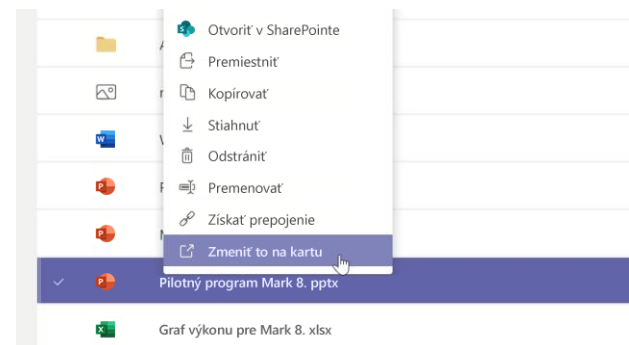 Otvoriť v SharePointe
Premiestniť
Kopírovať
Stiahnuť
Odstrániť
Premenovať
Získať prepojenie
Zmeniť to na kartu
Pilotný program Mark 8. pptx
Graf výkonu pre Mark 8. xlsx